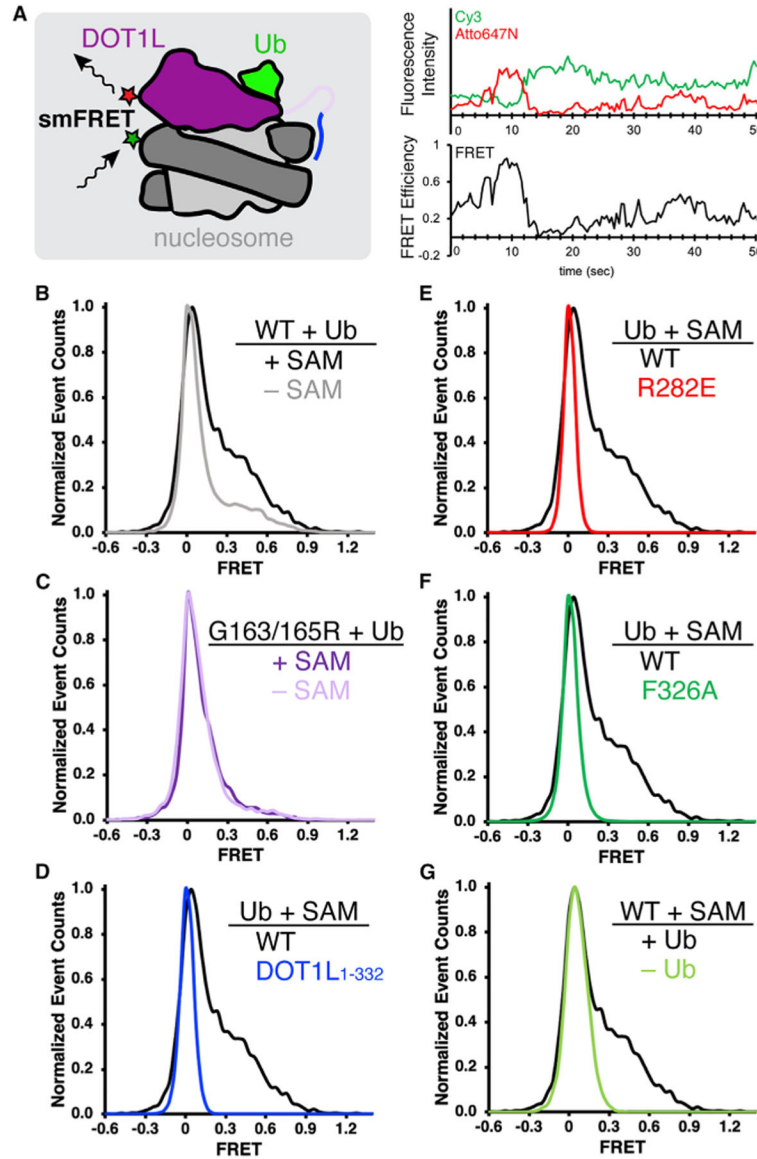 A
DOT1L
Ub
smFRET
nucleosome
Cy3
Atto647N
Fluorescence
Intensity
0 10 20 30 40 50
FRET
FRET Efficiency
1
0.6
0.2
-0.2
0 10 20 30 40 50
time (sec)
B
Normalized Event Counts
1.0
0.8
0.6
0.4
0.2
0.0
WT + Ub
+ SAM
– SAM
-0.6 -0.3 0 0.3 0.6 0.9 1.2
FRET
E
Normalized Event Counts
1.0
0.8
0.6
0.4
0.2
0.0
Ub + SAM
WT
R282E
-0.6 -0.3 0 0.3 0.6 0.9 1.2
FRET
C
Normalized Event Counts
1.0
0.8
0.6
0.4
0.2
0.0
G163/165R + Ub
+ SAM
– SAM
-0.6 -0.3 0 0.3 0.6 0.9 1.2
FRET
F
Normalized Event Counts
1.0
0.8
0.6
0.4
0.2
0.0
Ub + SAM
WT
F326A
-0.6 -0.3 0 0.3 0.6 0.9 1.2
FRET
D
Normalized Event Counts
1.0
0.8
0.6
0.4
0.2
0.0
Ub + SAM
WT
DOT1L1-332
-0.6 -0.3 0 0.3 0.6 0.9 1.2
FRET
G
Normalized Event Counts
1.0
0.8
0.6
0.4
0.2
0.0
WT + SAM
+ Ub
– Ub
-0.6 -0.3 0 0.3 0.6 0.9 1.2
FRET